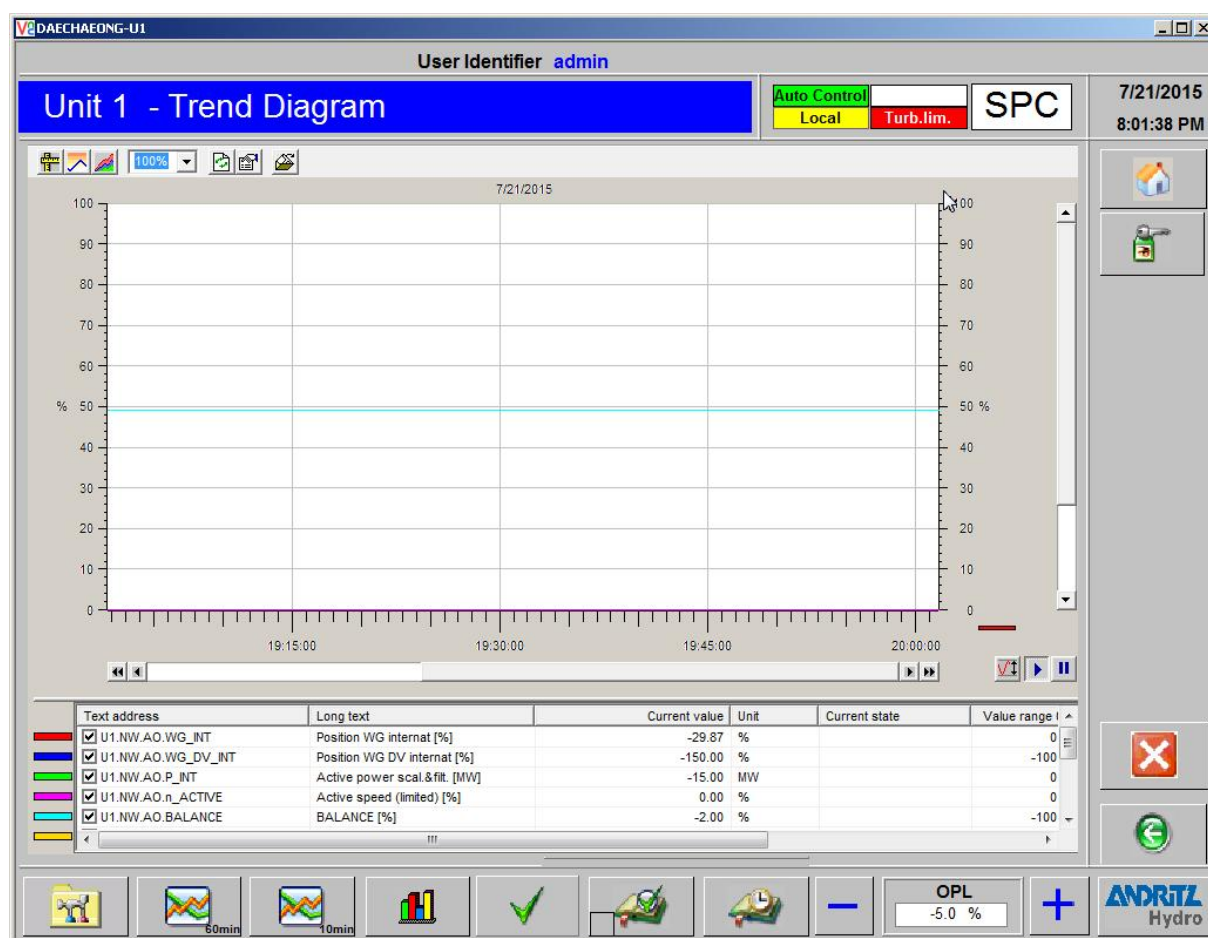 DAECHAEONG-U1
User Identifier admin
Unit 1 - Trend Diagram
Auto Control
Local Turb.lim.
SPC
7/21/2015
8:01:38 PM
100%
7/21/2015
100 100
90 90
80 80
70 70
60 60
% 50 50 %
40 40
30 30
20 20
10 10
0 0
19:15:00 19:30:00 19:45:00 20:00:00
Text address Long text Current value Unit Current state Value range
U1.NW.AO.WG_INT Position WG internat [%] -29.87 % 0
U1.NW.AO.WG_DV_INT Position WG DV internat [%] -150.00 % -100
U1.NW.AO.P_INT Active power scal.&filt. [MW] -15.00 MW 0
U1.NW.AO.n_ACTIVE Active speed (limited) [%] 0.00 % 0
U1.NW.AO.BALANCE BALANCE [%] -2.00 % -100
60min
10min
OPL
-5.0 %
ANDRITZ
Hydro